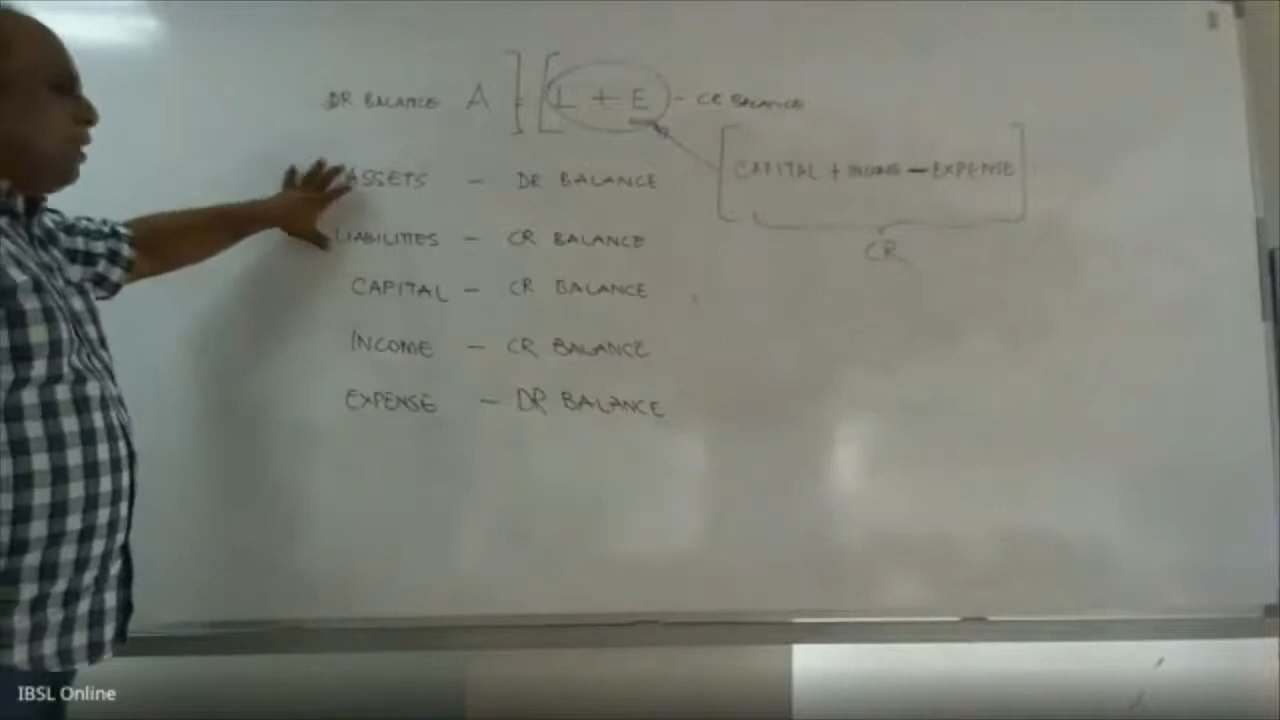 DR BALANCE A ] - [ L + E - CR BALANCE
[ CAPITAL + INCOME - EXPENSE ]
CR
ASSETS - DR BALANCE
LIABILITIES - CR BALANCE
CAPITAL - CR BALANCE
INCOME - CR BALANCE
EXPENSE - DR BALANCE
IBSL Online